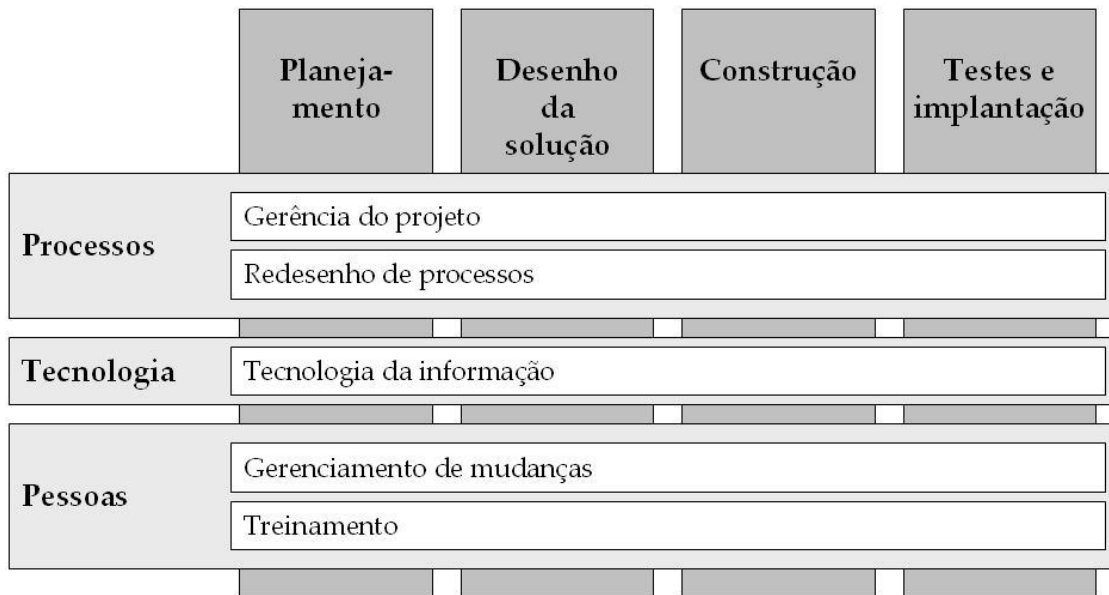 Planeja-
mento
Desenho
da
solução
Construção
Testes e
implantação
Processos
Gerência do projeto
Redesenho de processos
Tecnologia
Tecnologia da informação
Pessoas
Gerenciamento de mudanças
Treinamento